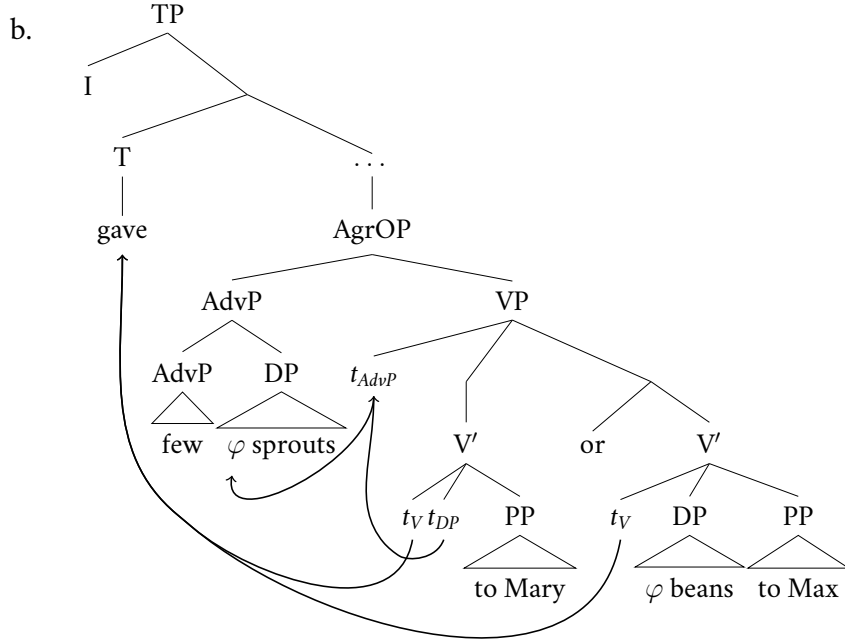 b.
TP
I
T
. . .
gave
AgrOP
AdvP VP
AdvP DP t_AdvP
few φ sprouts V′ or V′
t_V t_DP PP t_V DP PP
to Mary φ beans to Max